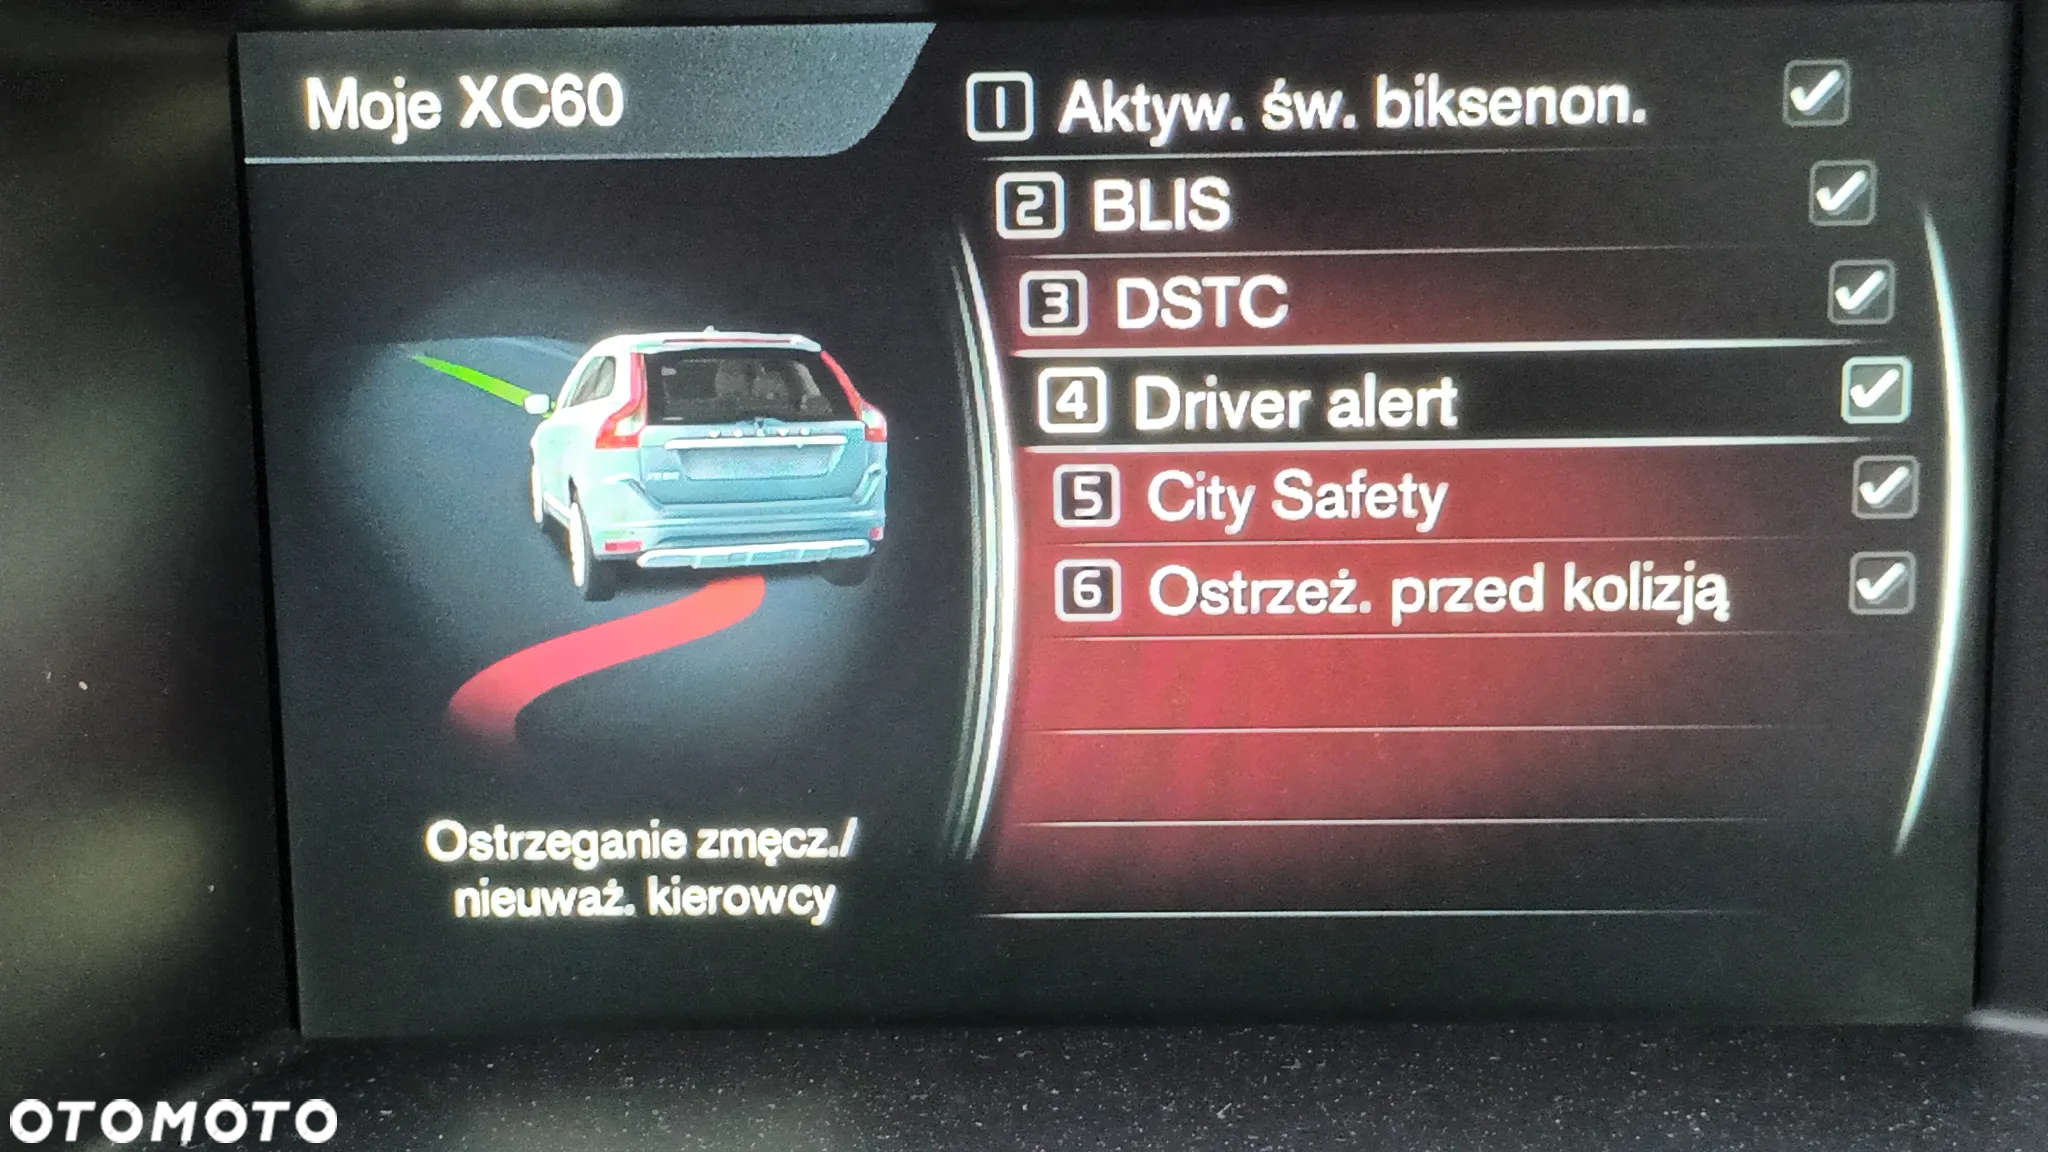 Moje XC60
1 Aktyw. św. biksenon.
2 BLIS
3 DSTC
4 Driver alert
5 City Safety
6 Ostrzeż. przed kolizją
VOLVO
Ostrzeganie zmęcz./
nieuważ. kierowcy
OTOMOTO